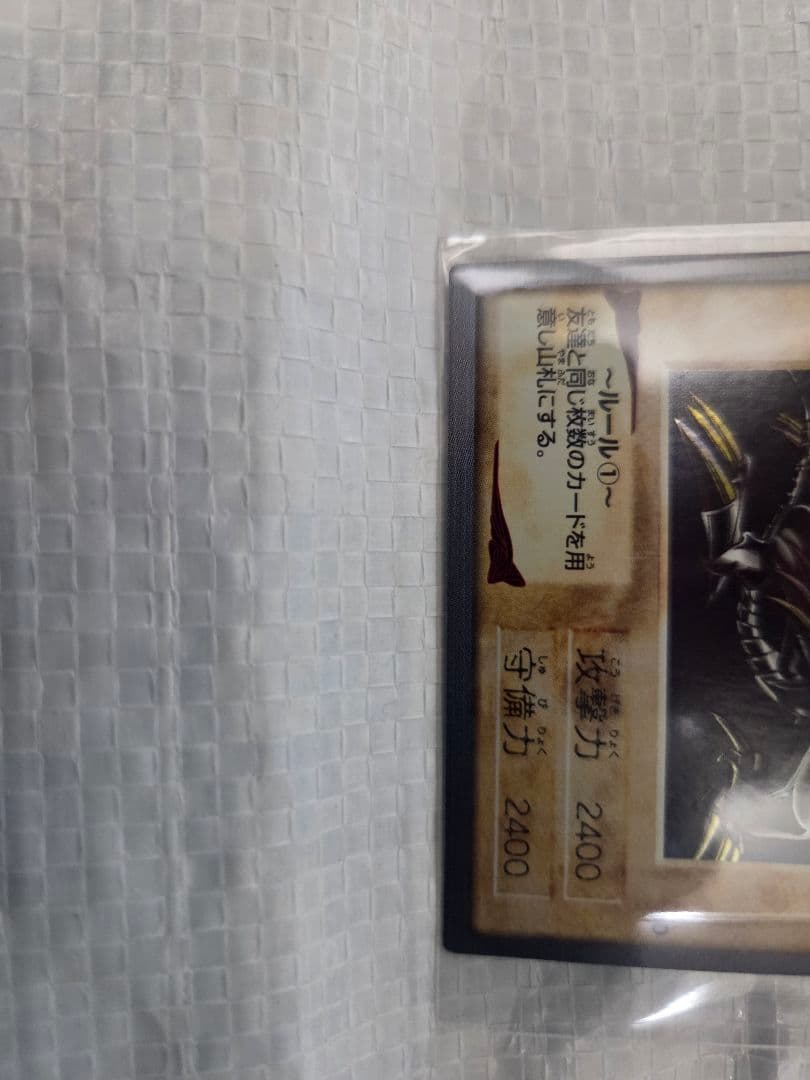 ～ルール①～
友達と同じ枚数のカードを用
意し山札にする。
攻撃力 2400
守備力 2400